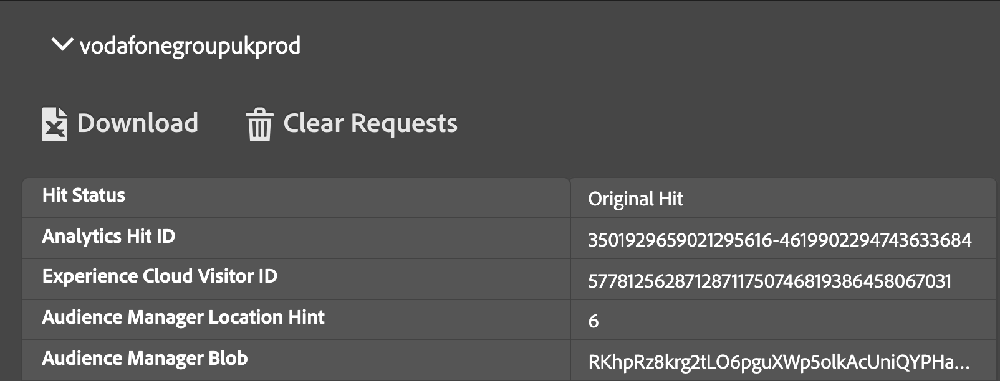 vodafonegroupukprod
Download Clear Requests
Hit Status Original Hit
Analytics Hit ID 3501929659021295616-4619902294743633684
Experience Cloud Visitor ID 57781256287128711750746819386458067031
Audience Manager Location Hint 6
Audience Manager Blob RKhpRz8krg2tLO6pguXWp5olkAcUniQYPHa...